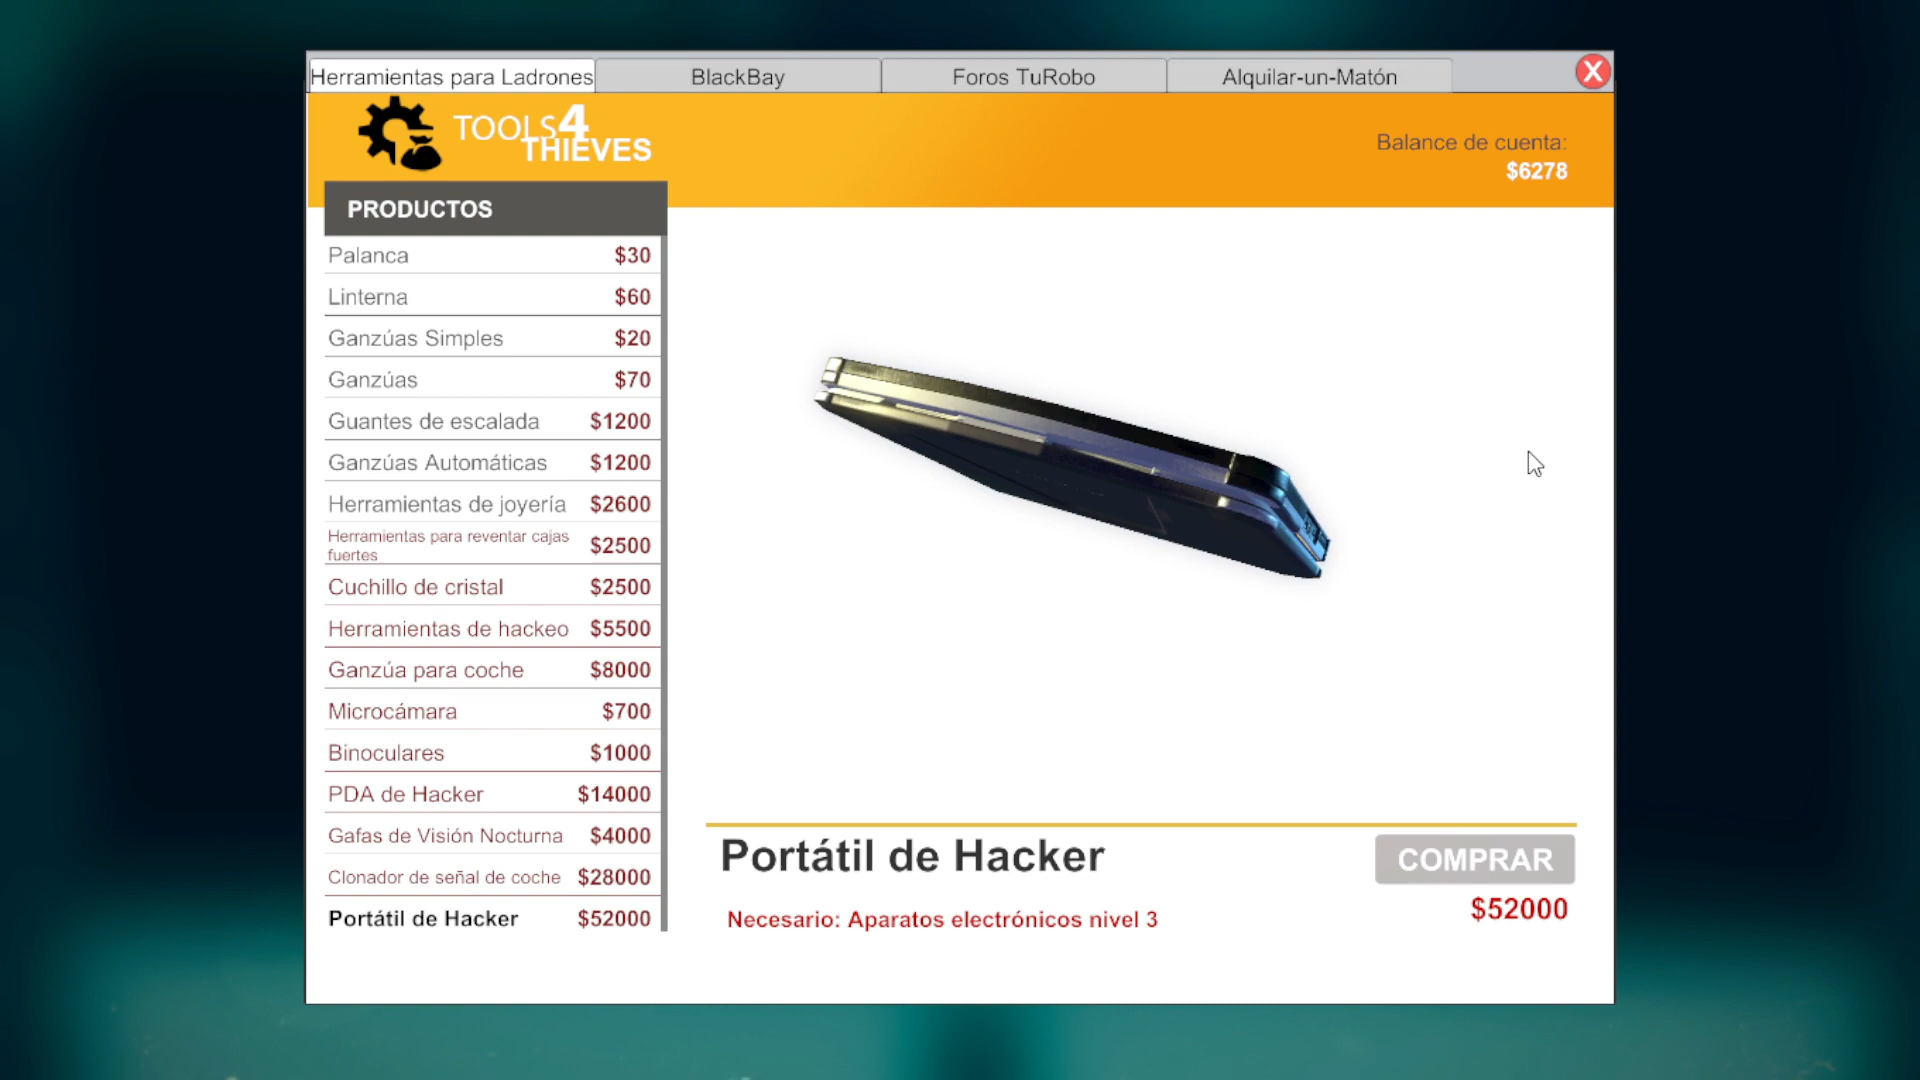 Herramientas para Ladrones
BlackBay
Foros TuRobo
Alquilar-un-Matón
X
TOOLS4
THIEVES
Balance de cuenta:
$6278
PRODUCTOS
Palanca $30
Linterna $60
Ganzúas Simples $20
Ganzúas $70
Guantes de escalada $1200
Ganzúas Automáticas $1200
Herramientas de joyería $2600
Herramientas para reventar cajas
fuertes $2500
Cuchillo de cristal $2500
Herramientas de hackeo $5500
Ganzúa para coche $8000
Microcámara $700
Binoculares $1000
PDA de Hacker $14000
Gafas de Visión Nocturna $4000
Clonador de señal de coche $28000
Portátil de Hacker $52000
Portátil de Hacker
COMPRAR
$52000
Necesario: Aparatos electrónicos nivel 3